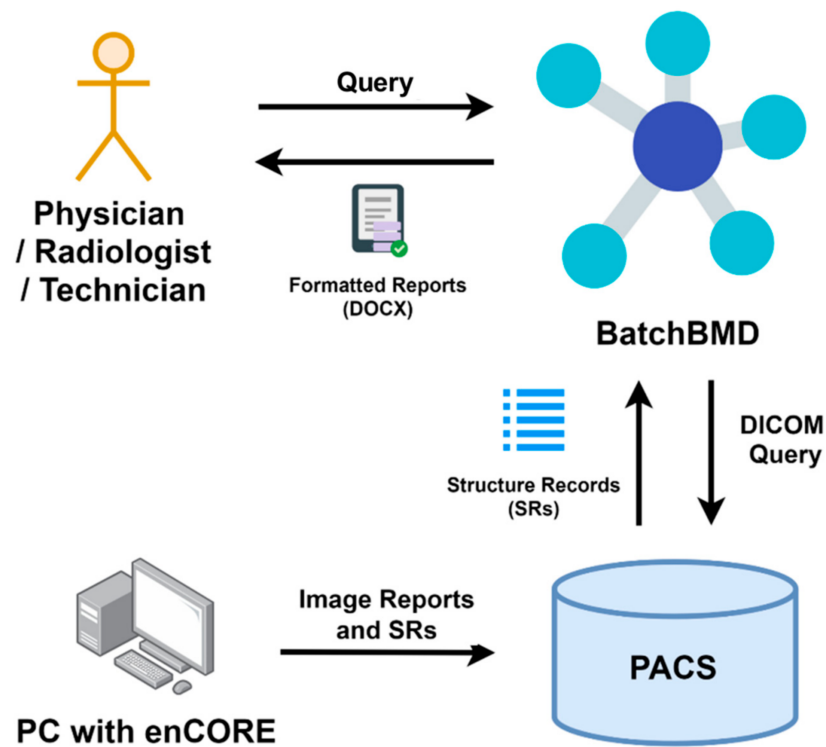 Query
Physician
/ Radiologist
/ Technician
Formatted Reports
(DOCX)
BatchBMD
Structure Records
(SRs)
DICOM
Query
Image Reports
and SRs
PACS
PC with enCORE